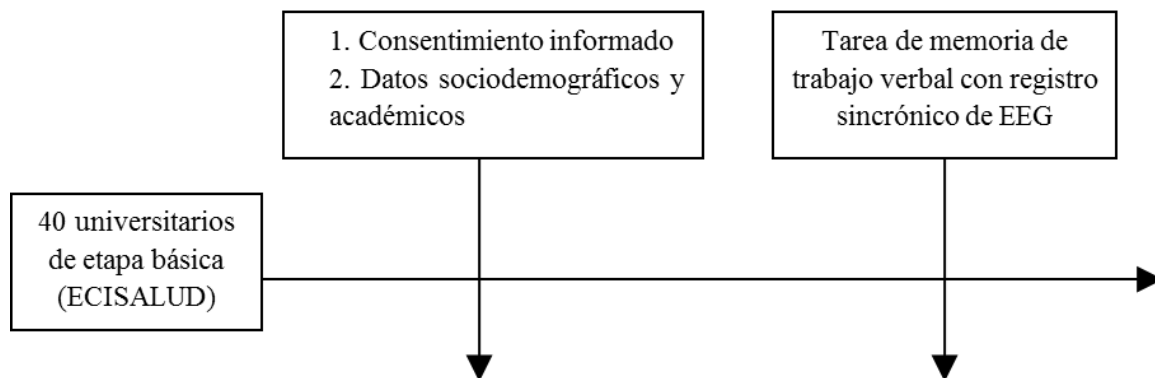 1. Consentimiento informado
2. Datos sociodemográficos y
académicos
Tarea de memoria de
trabajo verbal con registro
sincrónico de EEG
40 universitarios
de etapa básica
(ECISALUD)